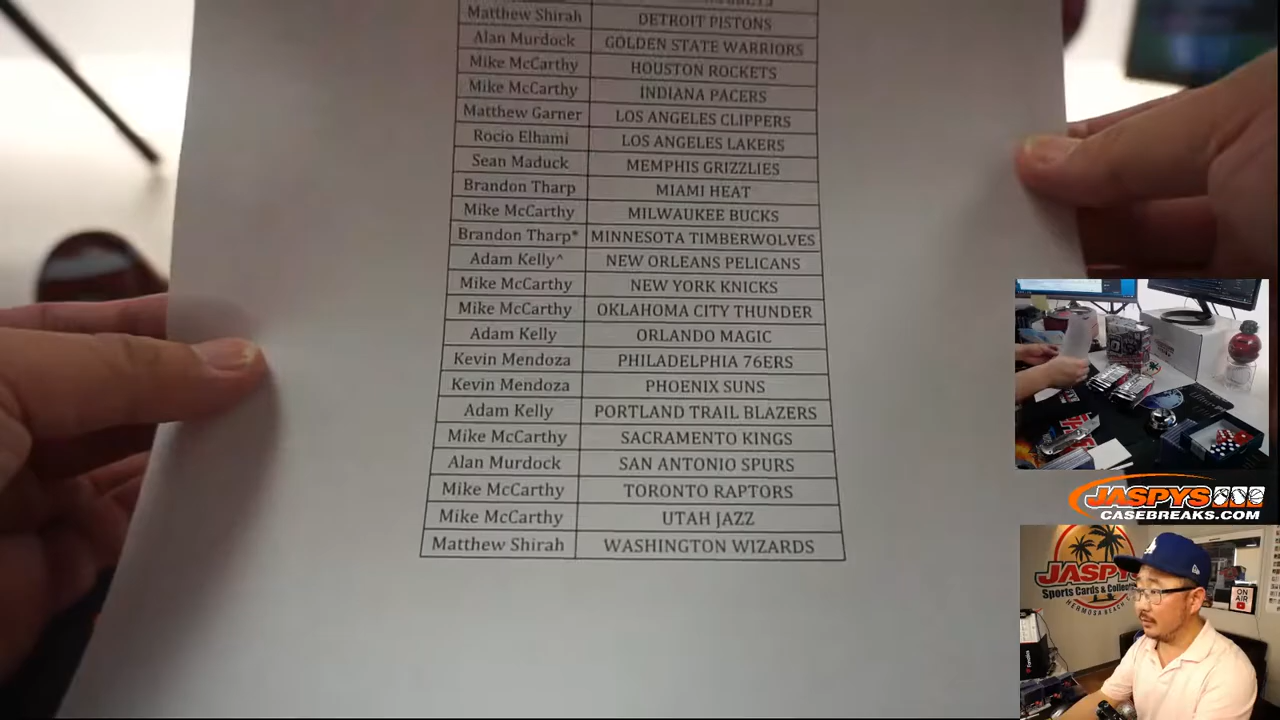 Matthew Shirah DETROIT PISTONS
Alan Murdock GOLDEN STATE WARRIORS
Mike McCarthy HOUSTON ROCKETS
Mike McCarthy INDIANA PACERS
Matthew Garner LOS ANGELES CLIPPERS
Rocio Elhami LOS ANGELES LAKERS
Sean Maduck MEMPHIS GRIZZLIES
Brandon Tharp MIAMI HEAT
Mike McCarthy MILWAUKEE BUCKS
Brandon Tharp* MINNESOTA TIMBERWOLVES
Adam Kelly^ NEW ORLEANS PELICANS
Mike McCarthy NEW YORK KNICKS
Mike McCarthy OKLAHOMA CITY THUNDER
Adam Kelly ORLANDO MAGIC
Kevin Mendoza PHILADELPHIA 76ERS
Kevin Mendoza PHOENIX SUNS
Adam Kelly PORTLAND TRAIL BLAZERS
Mike McCarthy SACRAMENTO KINGS
Alan Murdock SAN ANTONIO SPURS
Mike McCarthy TORONTO RAPTORS
Mike McCarthy UTAH JAZZ
Matthew Shirah WASHINGTON WIZARDS
JASPYS
CASEBREAKS.COM
JASPY
Sports Cards &
HERMOSA BEACH
ON
AIR